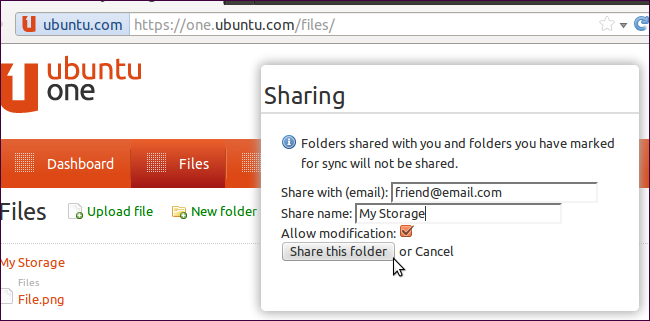 ubuntu.com https://one.ubuntu.com/files/
ubuntu
one
Dashboard Files
Files Upload file New folder
My Storage
Files
File.png
Sharing
Folders shared with you and folders you have marked
for sync will not be shared.
Share with (email): friend@email.com
Share name: My Storage
Allow modification:
Share this folder or Cancel